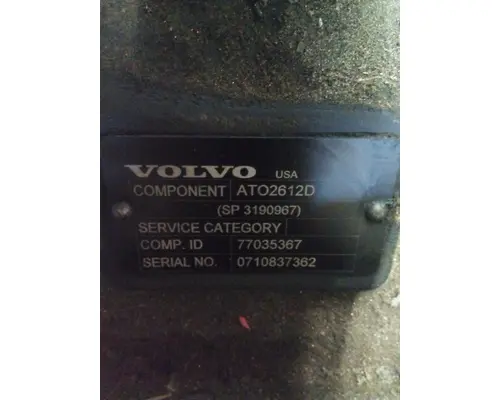 VOLVO USA
COMPONENT ATO2612D
(SP 3190967)
SERVICE CATEGORY
COMP. ID 77035367
SERIAL NO. 0710837362